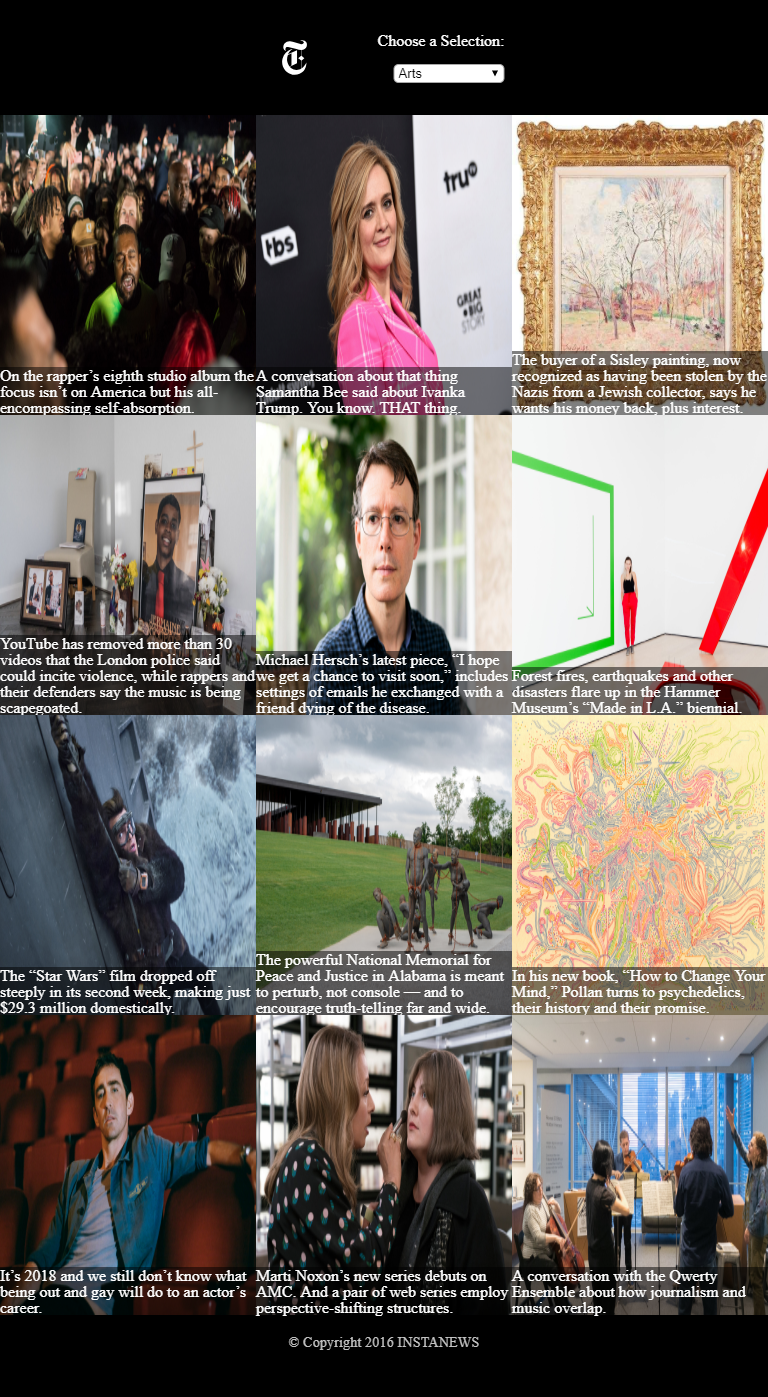 T
Choose a Selection:
Arts
tbs
tru
tv
GREAT
BIG
STORY
On the rapper’s eighth studio album the
focus isn’t on America but his all-
encompassing self-absorption.
A conversation about that thing
Samantha Bee said about Ivanka
Trump. You know. THAT thing.
The buyer of a Sisley painting, now
recognized as having been stolen by the
Nazis from a Jewish collector, says he
wants his money back, plus interest.
YouTube has removed more than 30
videos that the London police said
could incite violence, while rappers and
their defenders say the music is being
scapegoated.
Michael Hersch’s latest piece, “I hope
we get a chance to visit soon,” includes
settings of emails he exchanged with a
friend dying of the disease.
Forest fires, earthquakes and other
disasters flare up in the Hammer
Museum’s “Made in L.A.” biennial.
The “Star Wars” film dropped off
steeply in its second week, making just
$29.3 million domestically.
The powerful National Memorial for
Peace and Justice in Alabama is meant
to perturb, not console — and to
encourage truth-telling far and wide.
In his new book, “How to Change Your
Mind,” Pollan turns to psychedelics,
their history and their promise.
It’s 2018 and we still don’t know what
being out and gay will do to an actor’s
career.
Marti Noxon’s new series debuts on
AMC. And a pair of web series employ
perspective-shifting structures.
A conversation with the Qwerty
Ensemble about how journalism and
music overlap.
© Copyright 2016 INSTANEWS